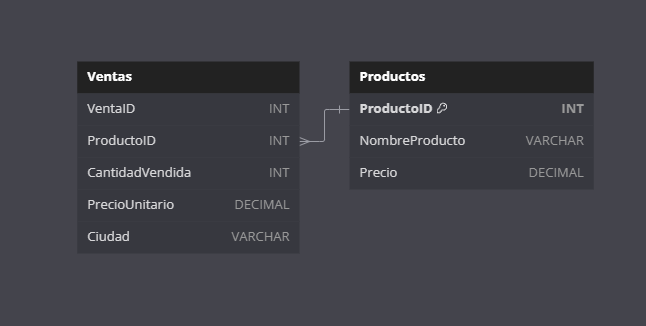 Ventas
VentaID INT
ProductoID INT
CantidadVendida INT
PrecioUnitario DECIMAL
Ciudad VARCHAR
Productos
ProductoID INT
NombreProducto VARCHAR
Precio DECIMAL